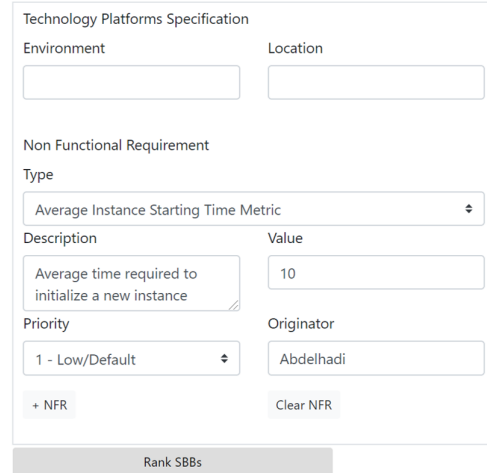 Technology Platforms Specification
Environment
Location
Non Functional Requirement
Type
Average Instance Starting Time Metric
Description
Value
Average time required to
initialize a new instance
10
Priority
Originator
1 - Low/Default
Abdelhadi
+ NFR
Clear NFR
Rank SBBs